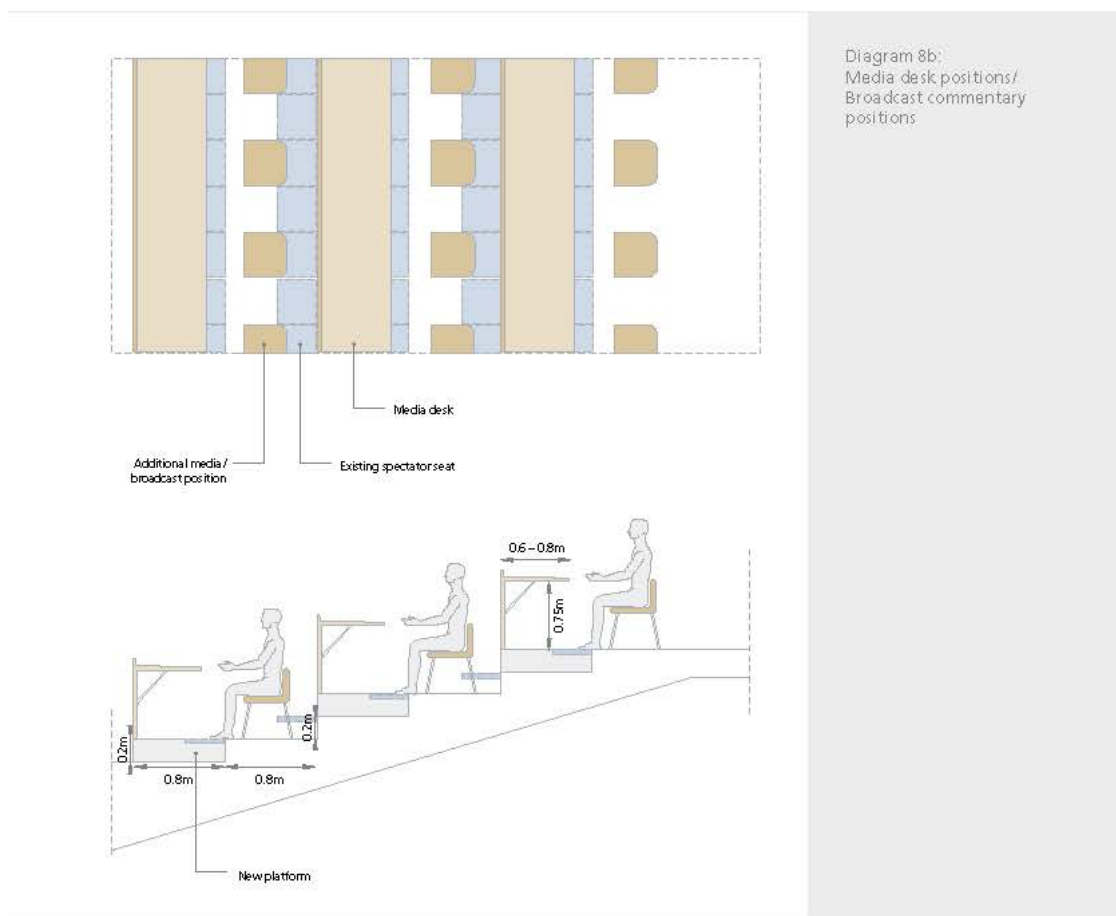 Diagram 8b:
Media desk positions/
Broadcast commentary
positions
Media desk
Additional media/
broadcast position
Existing spectator seat
0.6 – 0.8m
0.75m
0.2m
0.2m
0.8m
0.8m
New platform